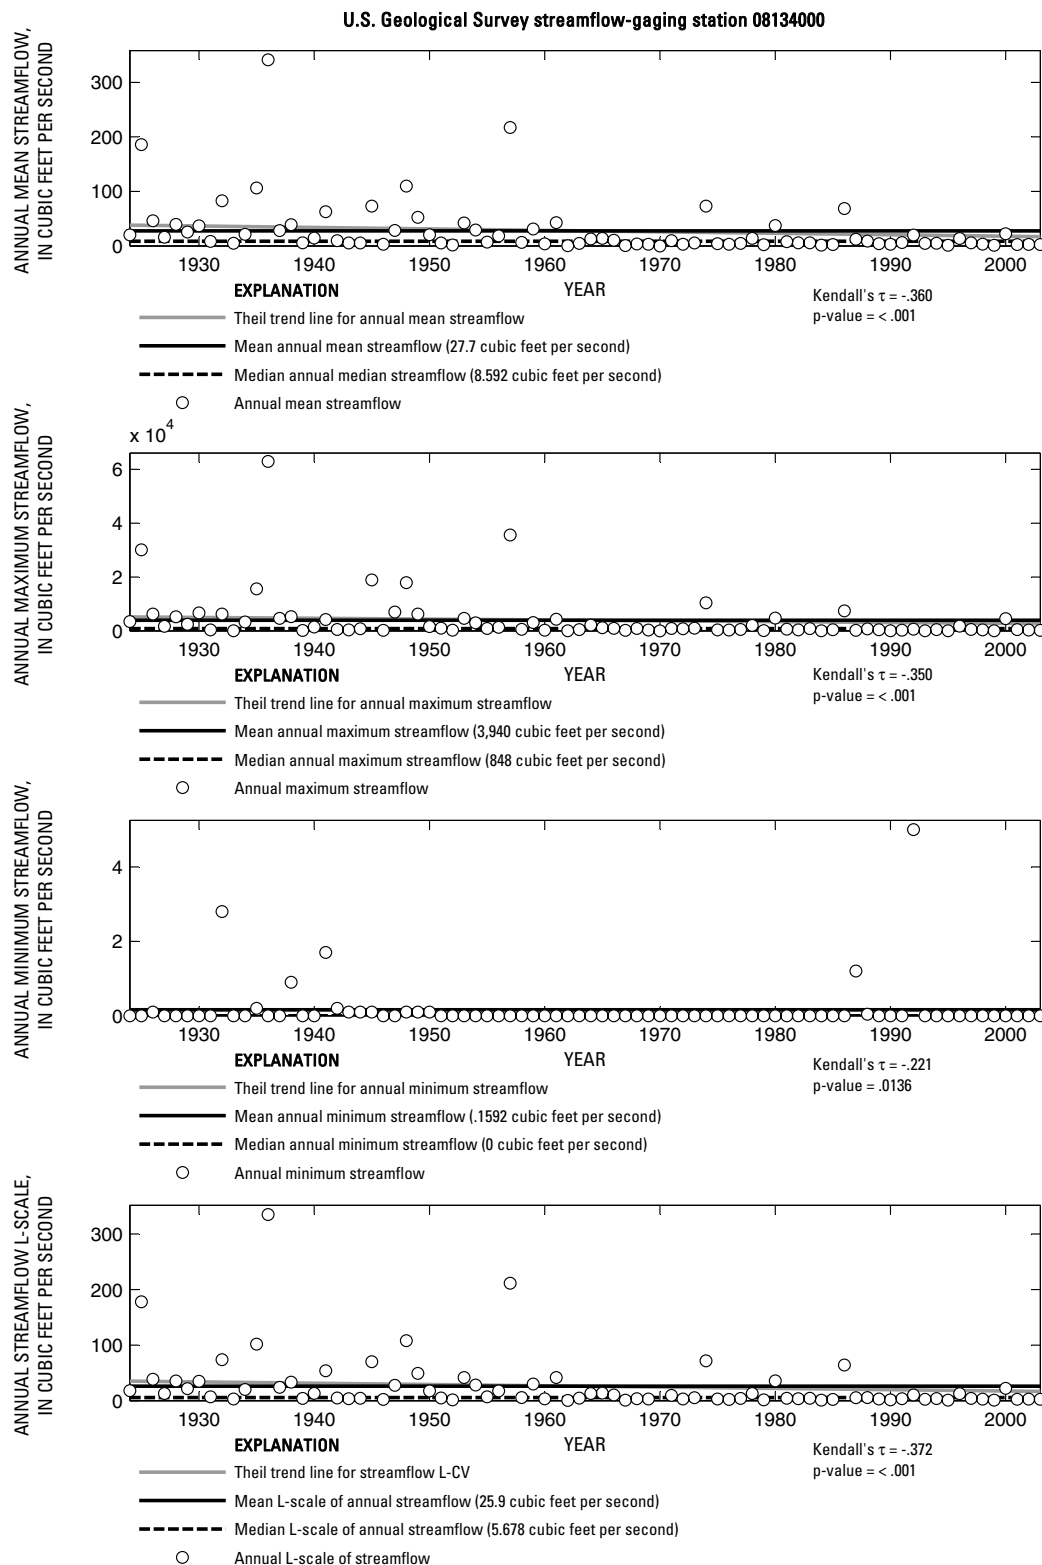 U.S. Geological Survey streamflow-gaging station 08134000
ANNUAL MEAN STREAMFLOW,
IN CUBIC FEET PER SECOND
300
200
100
0
1930 1940 1950 1960 1970 1980 1990 2000
YEAR
EXPLANATION
Theil trend line for annual mean streamflow
Mean annual mean streamflow (27.7 cubic feet per second)
Median annual median streamflow (8.592 cubic feet per second)
Annual mean streamflow
Kendall's τ = -.360
p-value = < .001
ANNUAL MAXIMUM STREAMFLOW,
IN CUBIC FEET PER SECOND
x 10^4
6
4
2
0
1930 1940 1950 1960 1970 1980 1990 2000
YEAR
EXPLANATION
Theil trend line for annual maximum streamflow
Mean annual maximum streamflow (3,940 cubic feet per second)
Median annual maximum streamflow (848 cubic feet per second)
Annual maximum streamflow
Kendall's τ = -.350
p-value = < .001
ANNUAL MINIMUM STREAMFLOW,
IN CUBIC FEET PER SECOND
4
2
0
1930 1940 1950 1960 1970 1980 1990 2000
YEAR
EXPLANATION
Theil trend line for annual minimum streamflow
Mean annual minimum streamflow (.1592 cubic feet per second)
Median annual minimum streamflow (0 cubic feet per second)
Annual minimum streamflow
Kendall's τ = -.221
p-value = .0136
ANNUAL STREAMFLOW L-SCALE,
IN CUBIC FEET PER SECOND
300
200
100
0
1930 1940 1950 1960 1970 1980 1990 2000
YEAR
EXPLANATION
Theil trend line for streamflow L-CV
Mean L-scale of annual streamflow (25.9 cubic feet per second)
Median L-scale of annual streamflow (5.678 cubic feet per second)
Annual L-scale of streamflow
Kendall's τ = -.372
p-value = < .001